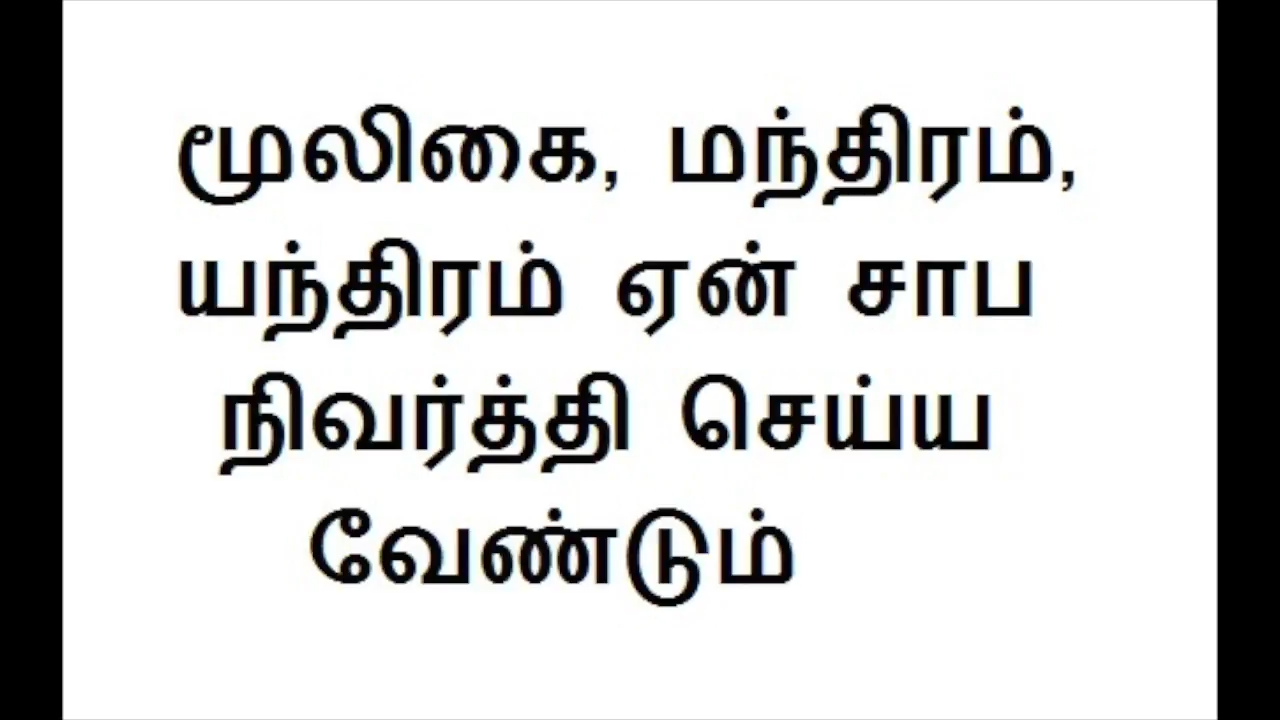 மூலிகை, மந்திரம்,
யந்திரம் ஏன் சாப
நிவர்த்தி செய்ய
வேண்டும்